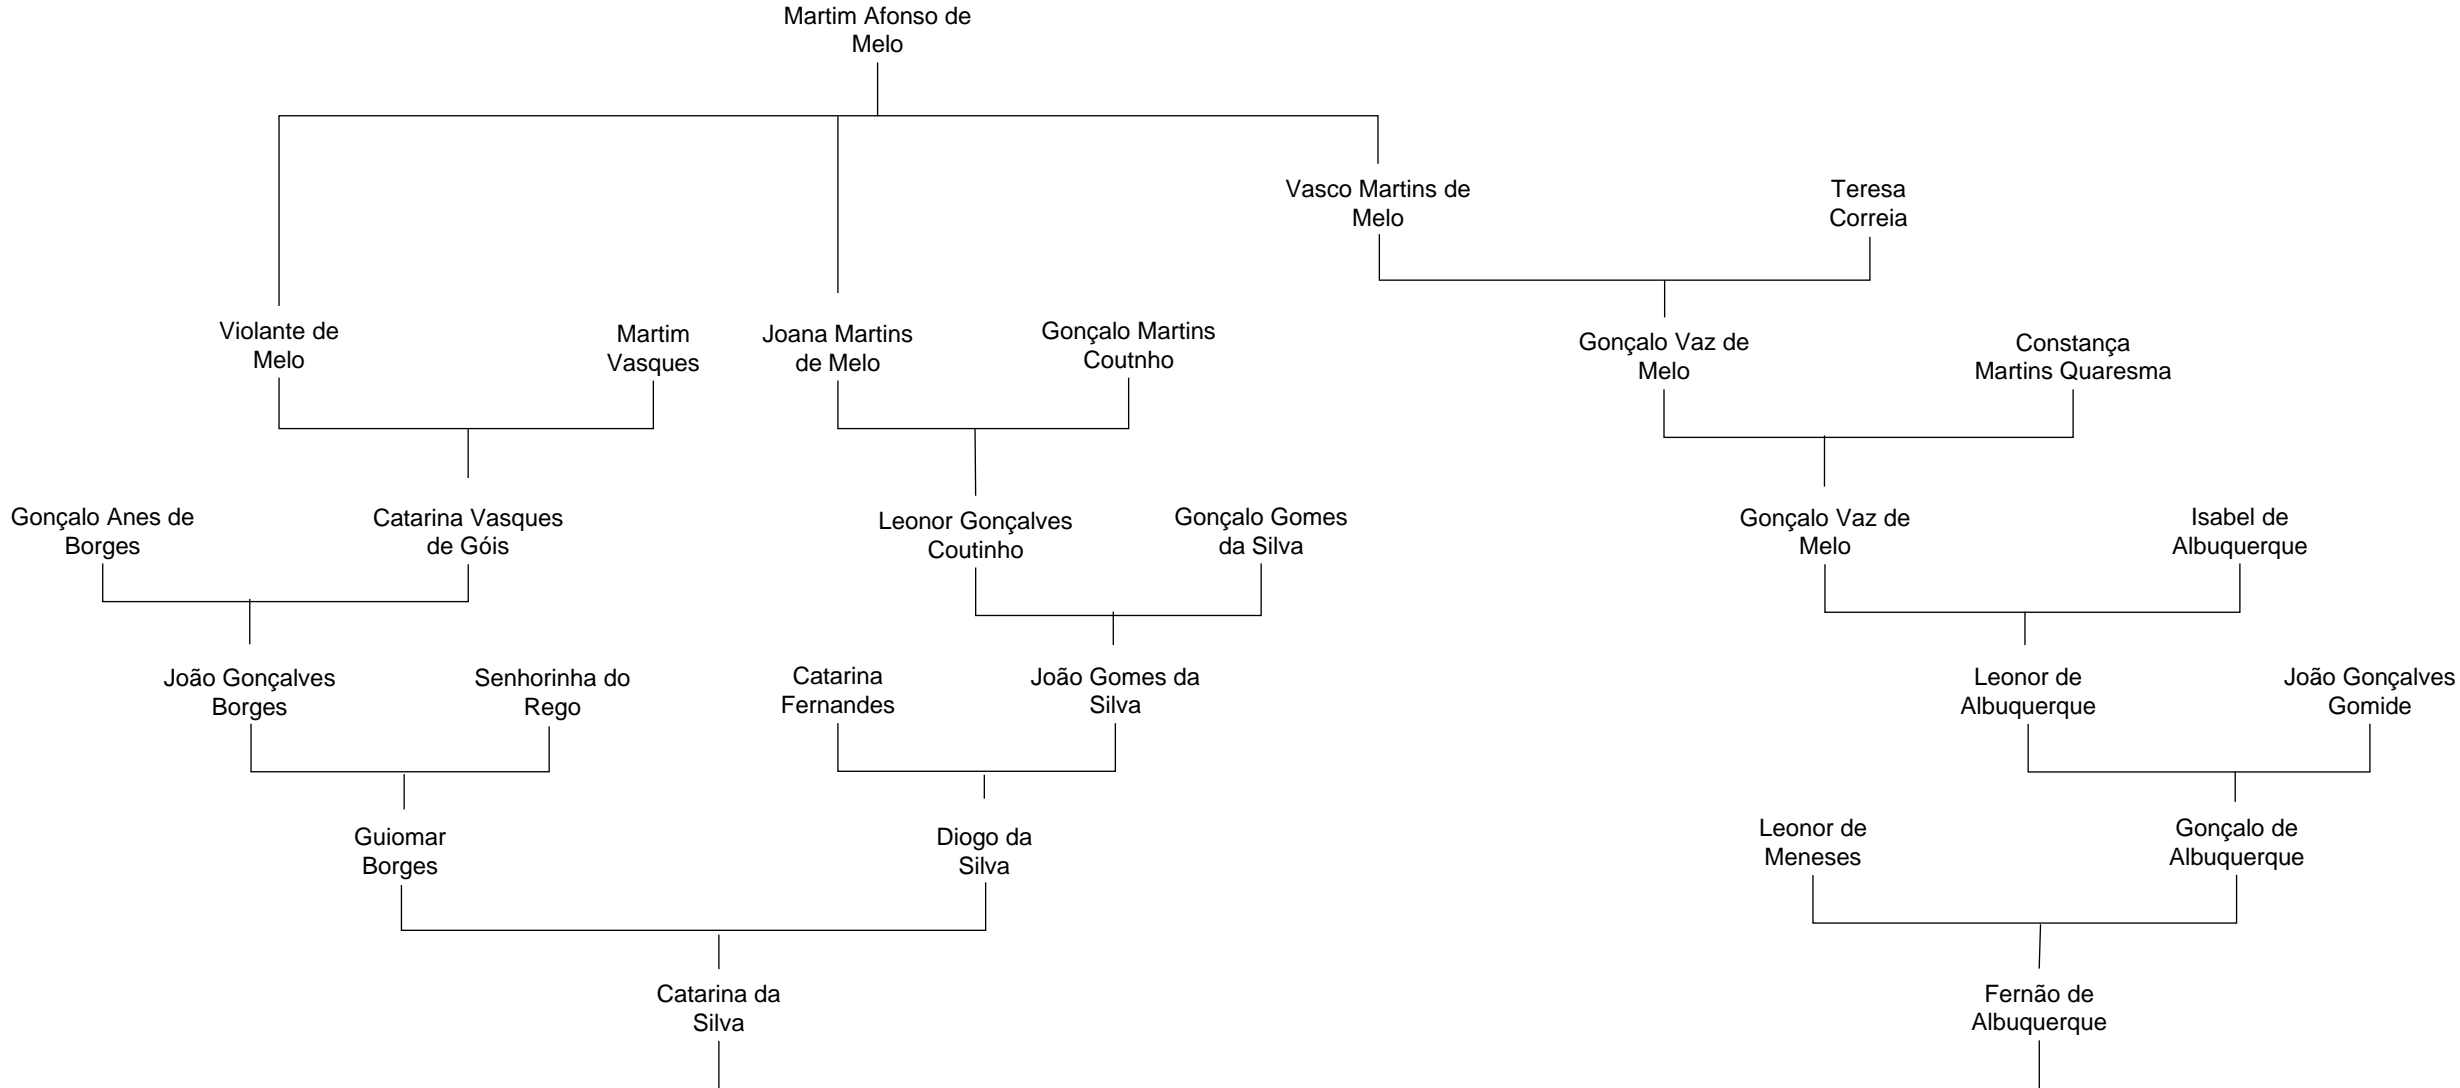 Martim Afonso de
Melo
Vasco Martins de
Melo
Teresa
Correia
Violante de
Melo
Martim
Vasques
Joana Martins
de Melo
Gonçalo Martins
Coutnho
Gonçalo Vaz de
Melo
Constança
Martins Quaresma
Gonçalo Anes de
Borges
Catarina Vasques
de Góis
Leonor Gonçalves
Coutinho
Gonçalo Gomes
da Silva
Gonçalo Vaz de
Melo
Isabel de
Albuquerque
João Gonçalves
Borges
Senhorinha do
Rego
Catarina
Fernandes
João Gomes da
Silva
Leonor de
Albuquerque
João Gonçalves
Gomide
Guiomar
Borges
Diogo da
Silva
Leonor de
Meneses
Gonçalo de
Albuquerque
Catarina da
Silva
Fernão de
Albuquerque